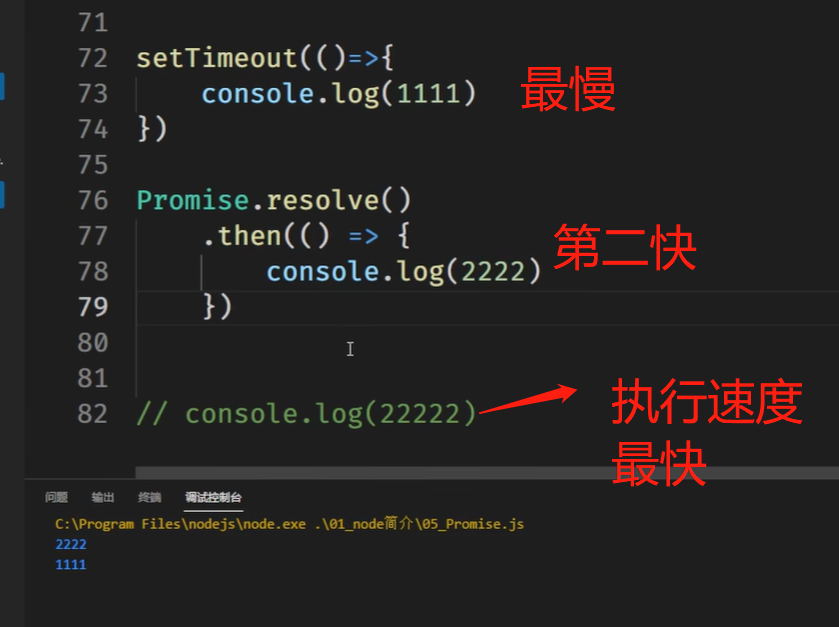 71
72 setTimeout(()=>{
73 console.log(1111)
最慢
74 })
75
76 Promise.resolve()
77 .then(() => {
78 console.log(2222)
第二快
79 })
80
81
82 // console.log(22222)
执行速度
最快
问题 输出 终端 调试控制台
C:\Program Files\nodejs\node.exe .\01_node简介\05_Promise.js
2222
1111